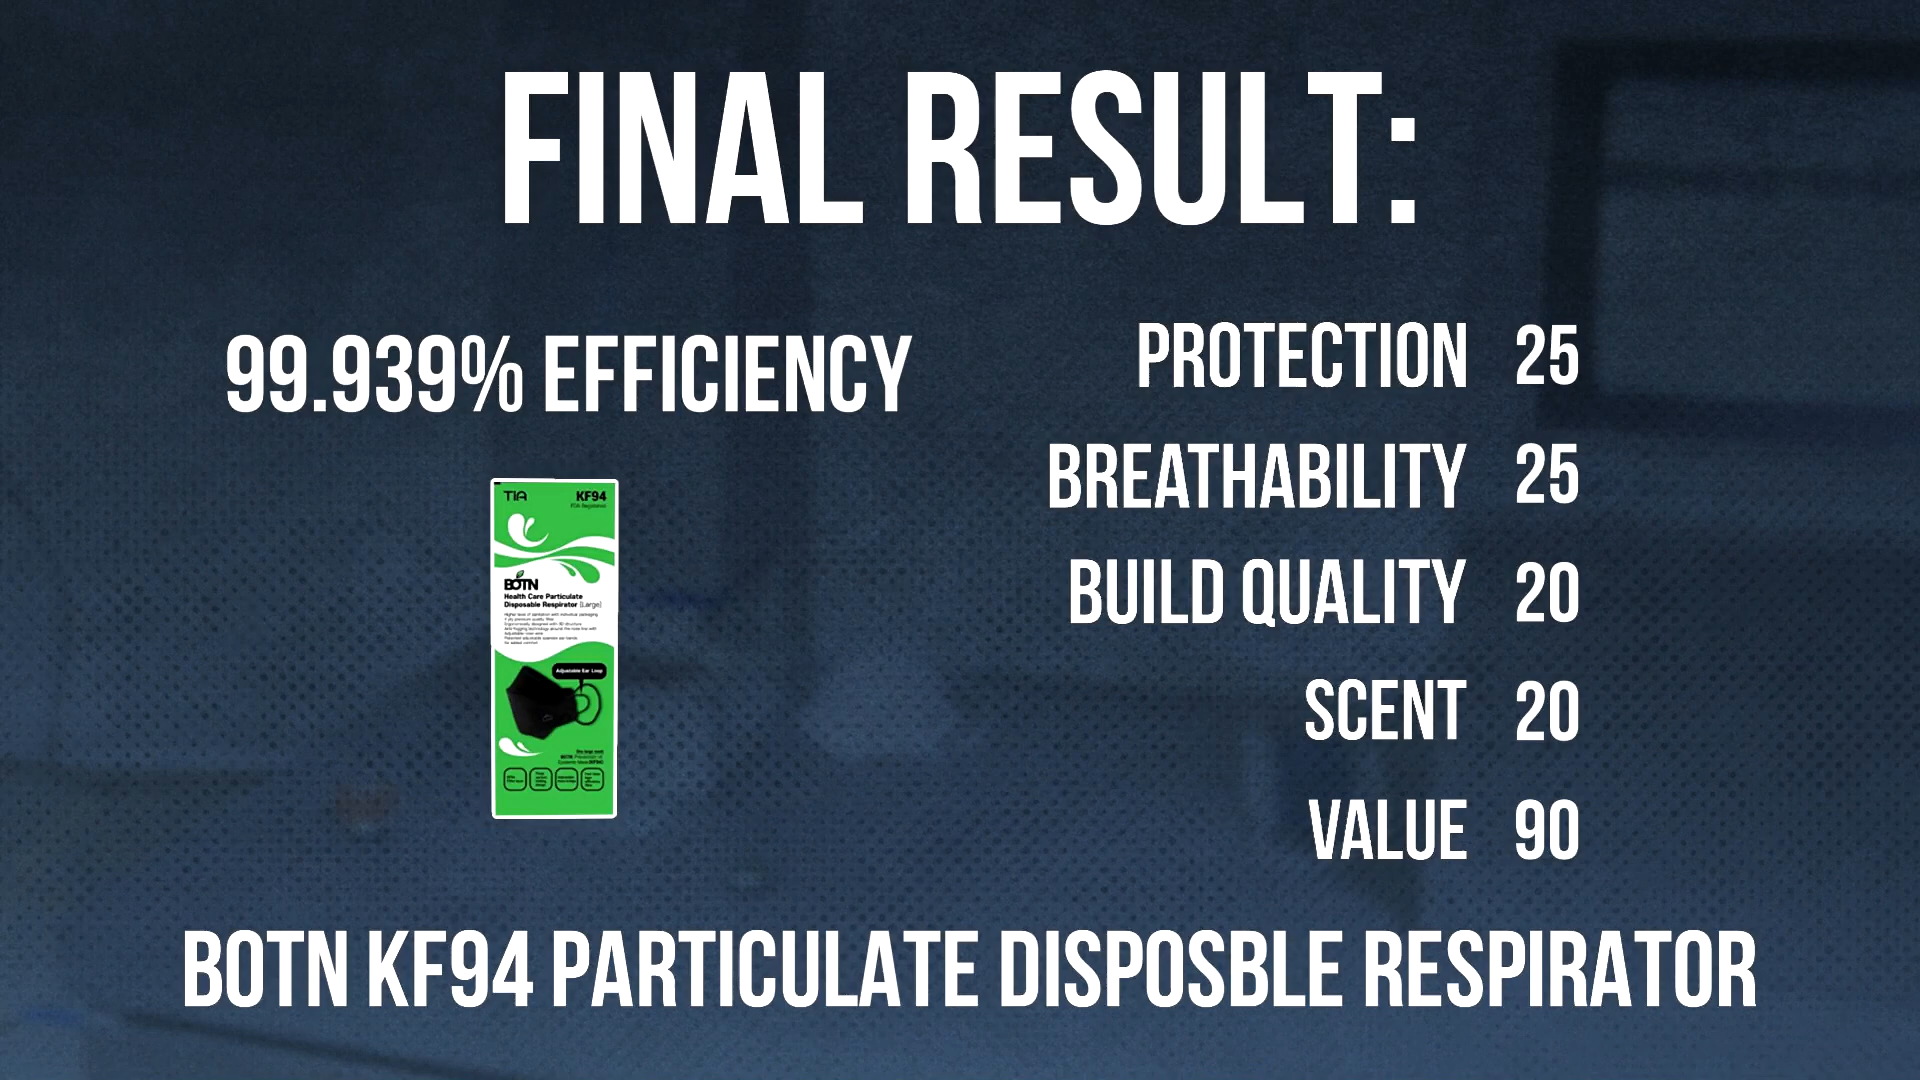 FINAL RESULT:
99.939% EFFICIENCY
PROTECTION 25
BREATHABILITY 25
BUILD QUALITY 20
SCENT 20
VALUE 90
TIA KF94
BOTN
Health Care Particulate
Disposable Respirator [Large]
Adjustable Ear Loop
BOTN KF94 PARTICULATE DISPOSBLE RESPIRATOR